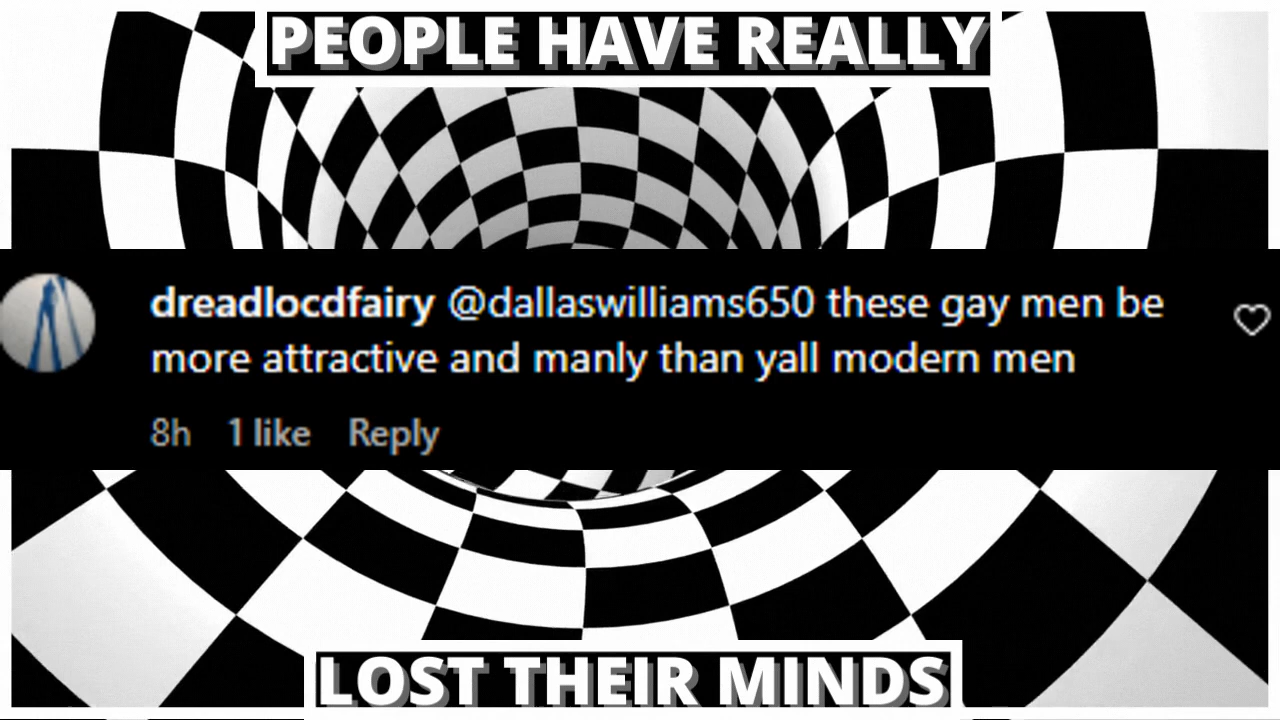 PEOPLE HAVE REALLY
dreadlocdfairy @dallaswilliams650 these gay men be
more attractive and manly than yall modern men
8h 1 like Reply
LOST THEIR MINDS